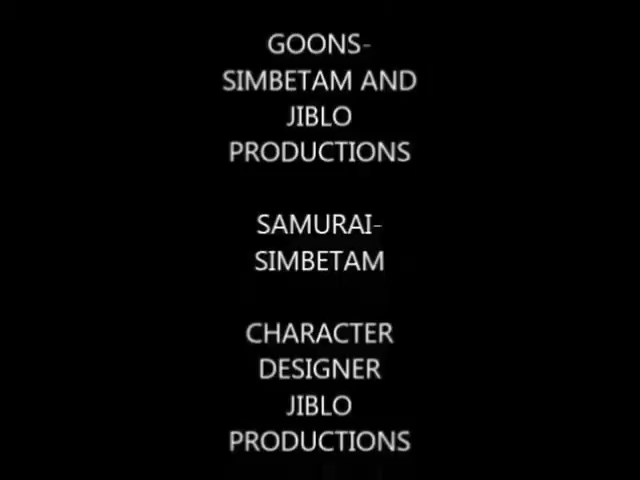 GOONS-
SIMBETAM AND
JIBLO
PRODUCTIONS
SAMURAI-
SIMBETAM
CHARACTER
DESIGNER
JIBLO
PRODUCTIONS